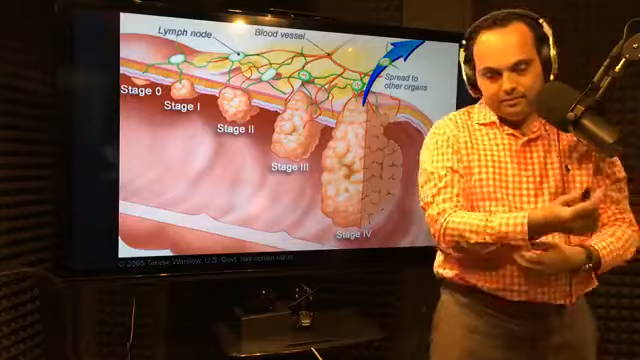 Lymph node
Blood vessel
Spread to
other organs
Stage 0
Stage I
Stage II
Stage III
Stage IV
© 2005 Terese Winslow, U.S. Govt. has certain rights